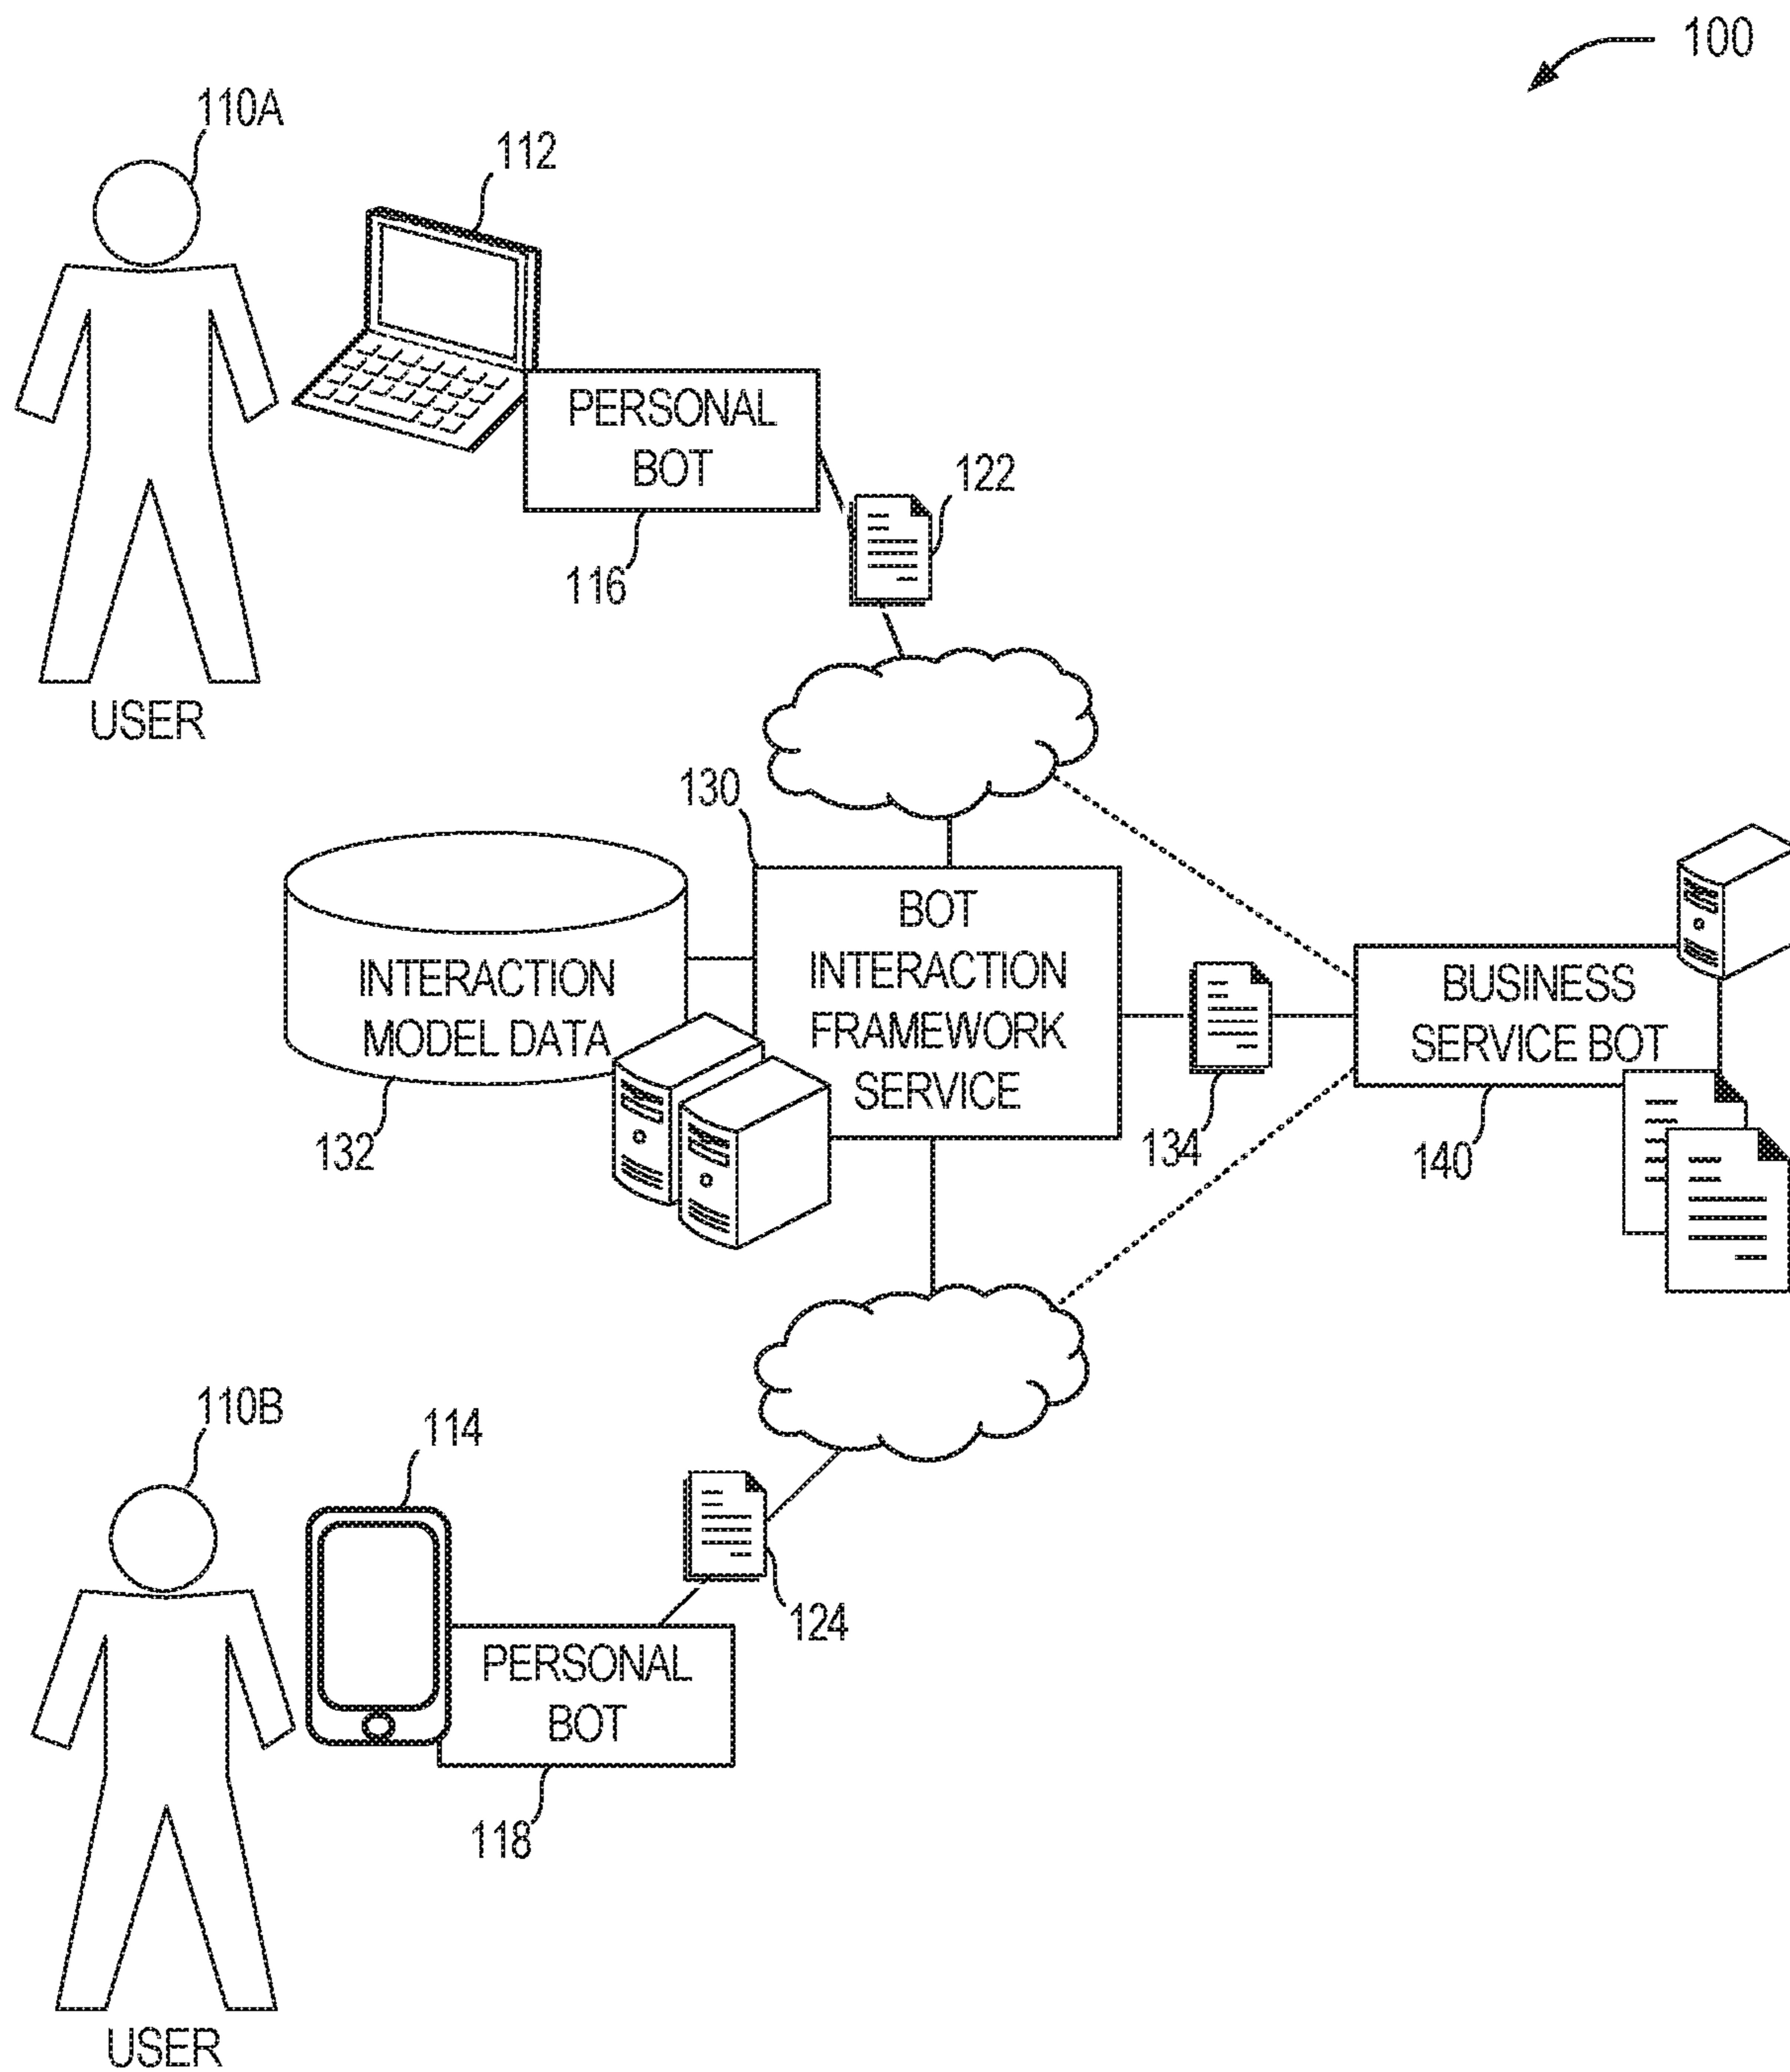 100
110A
112
PERSONAL
BOT
122
116
USER
130
BOT
INTERACTION
FRAMEWORK
SERVICE
INTERACTION
MODEL DATA
BUSINESS
SERVICE BOT
132
134
140
110B
114
124
PERSONAL
BOT
118
USER